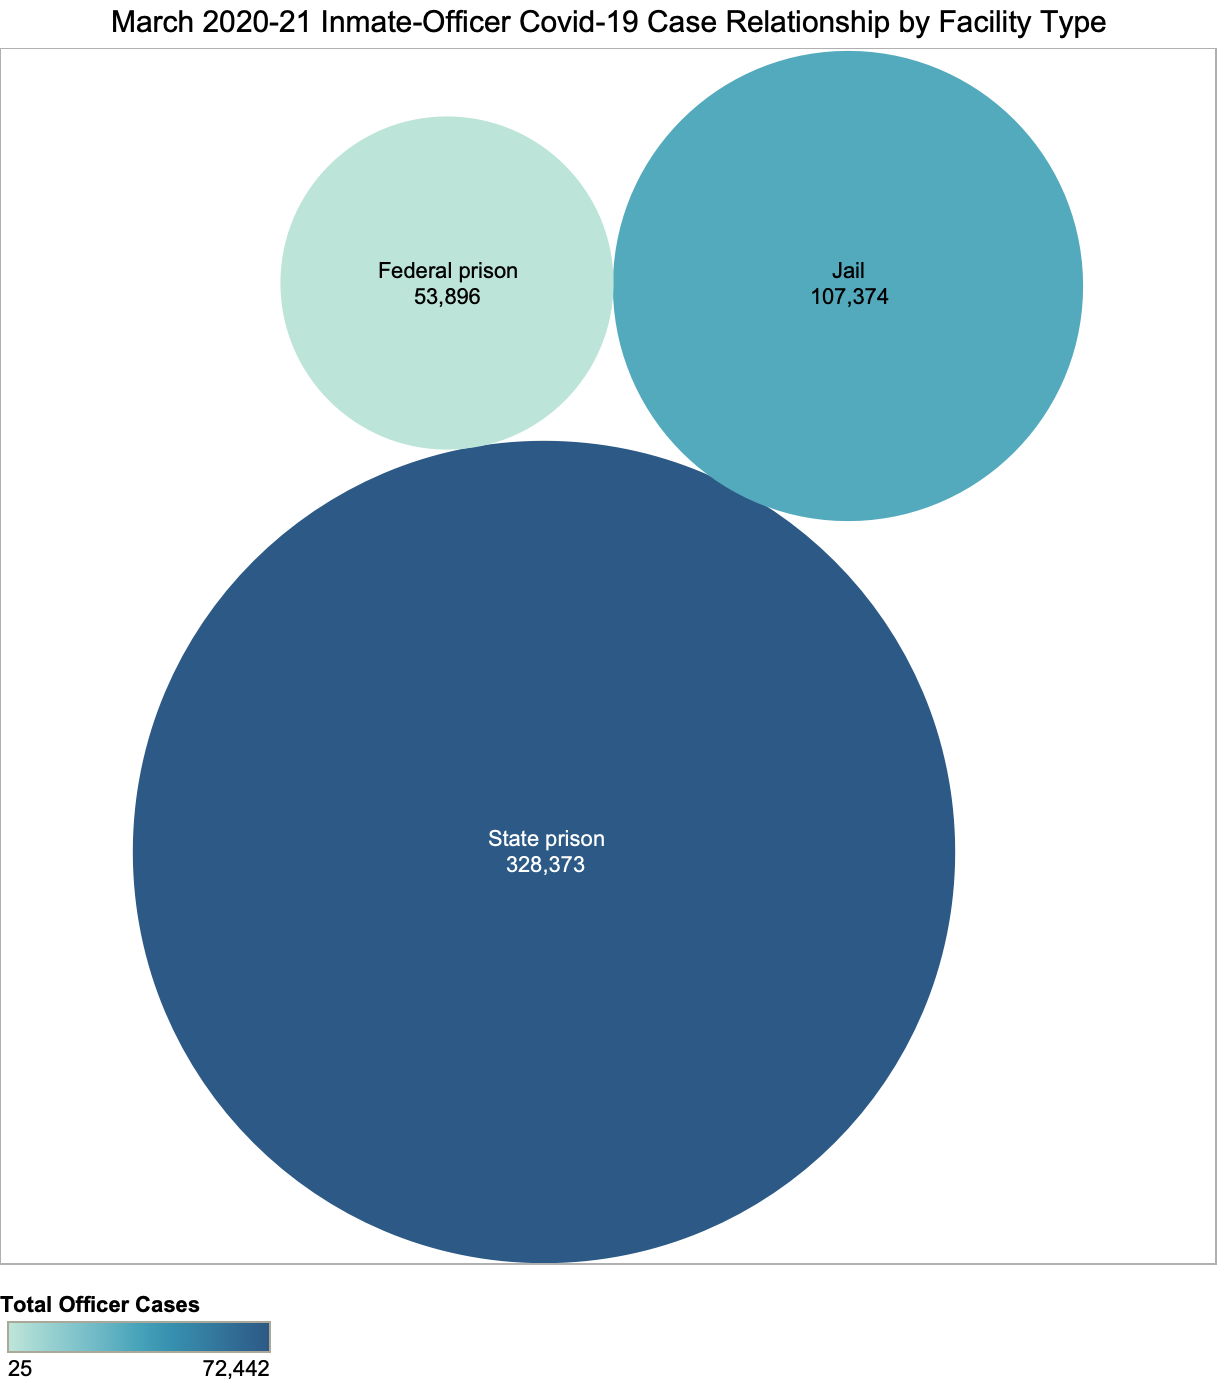 March 2020-21 Inmate-Officer Covid-19 Case Relationship by Facility Type
Federal prison
53,896
Jail
107,374
State prison
328,373
Total Officer Cases
25
72,442